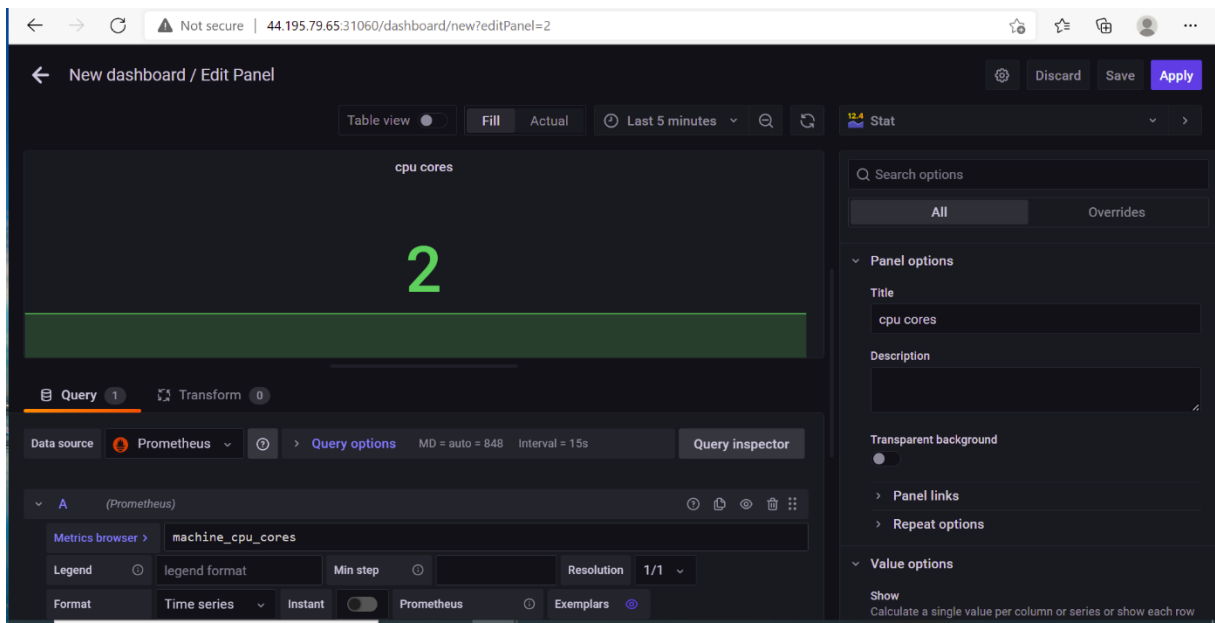 Not secure | 44.195.79.65:31060/dashboard/new?editPanel=2
New dashboard / Edit Panel
Discard Save Apply
Table view Fill Actual Last 5 minutes
12.4 Stat
cpu cores
2
Search options
All Overrides
Panel options
Title
cpu cores
Description
Transparent background
Panel links
Repeat options
Value options
Show
Calculate a single value per column or series or show each row
Query 1 Transform 0
Data source Prometheus Query options MD = auto = 848 Interval = 15s Query inspector
A (Prometheus)
Metrics browser > machine_cpu_cores
Legend legend format Min step Resolution 1/1
Format Time series Instant Prometheus Exemplars